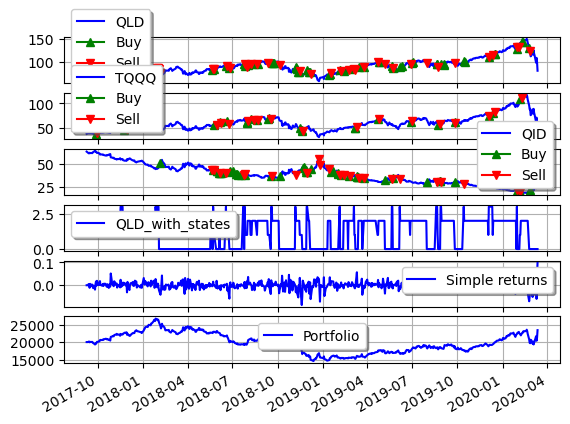 QLD
Buy
Sell
150
100
TQQQ
Buy
Sell
100
50
QID
Buy
Sell
50
25
QLD_with_states
2.5
0.0
Simple returns
0.1
0.0
Portfolio
25000
20000
15000
2017-10 2018-01 2018-04 2018-07 2018-10 2019-01 2019-04 2019-07 2019-10 2020-01 2020-04